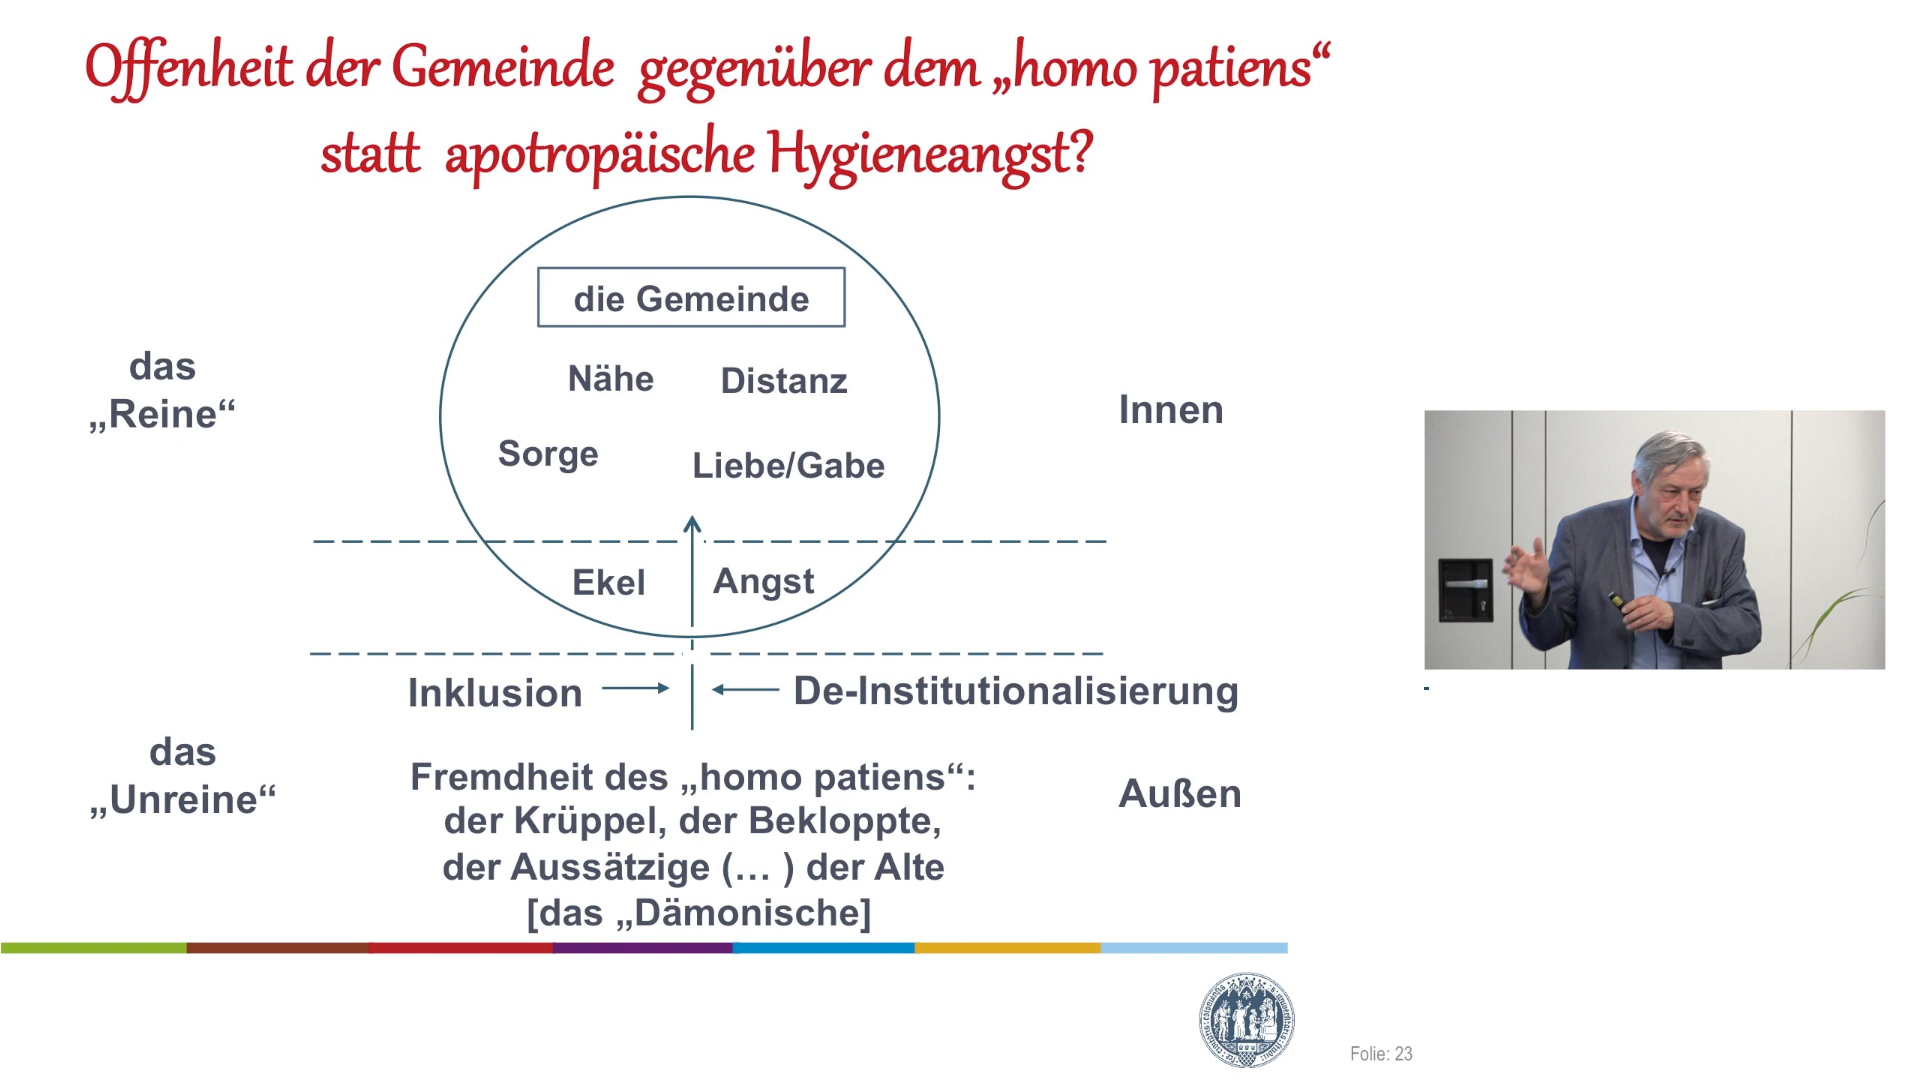 Offenheit der Gemeinde gegenüber dem „homo patiens“
statt apotropäische Hygieneangst?
die Gemeinde
das
„Reine“
Nähe Distanz
Innen
Sorge Liebe/Gabe
Ekel Angst
Inklusion De-Institutionalisierung
das
„Unreine“
Fremdheit des „homo patiens“:
der Krüppel, der Bekloppte,
der Aussätzige (... ) der Alte
[das „Dämonische]
Außen
Folie: 23